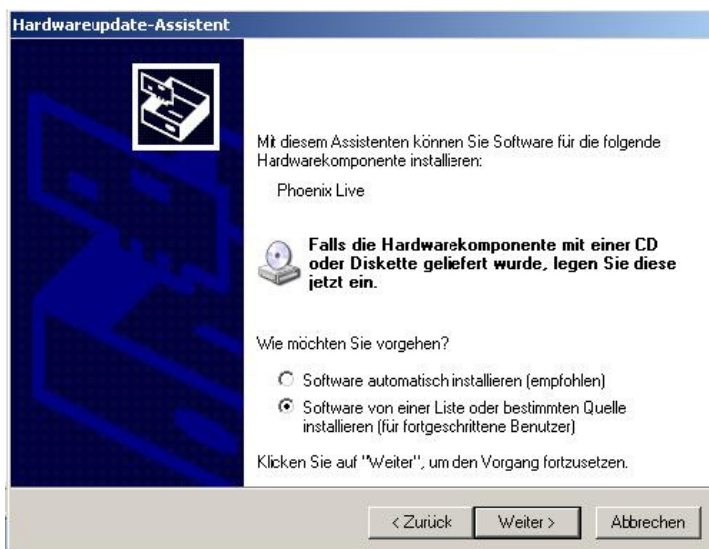 Hardwareupdate-Assistent
Mit diesem Assistenten können Sie Software für die folgende
Hardwarekomponente installieren:
Phoenix Live
Falls die Hardwarekomponente mit einer CD
oder Diskette geliefert wurde, legen Sie diese
jetzt ein.
Wie möchten Sie vorgehen?
Software automatisch installieren (empfohlen)
Software von einer Liste oder bestimmten Quelle
installieren (für fortgeschrittene Benutzer)
Klicken Sie auf "Weiter", um den Vorgang fortzusetzen.
< Zurück Weiter > Abbrechen